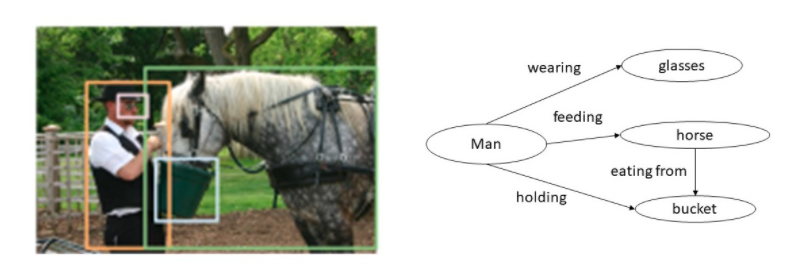 wearing
glasses
feeding
Man
horse
eating from
holding
bucket